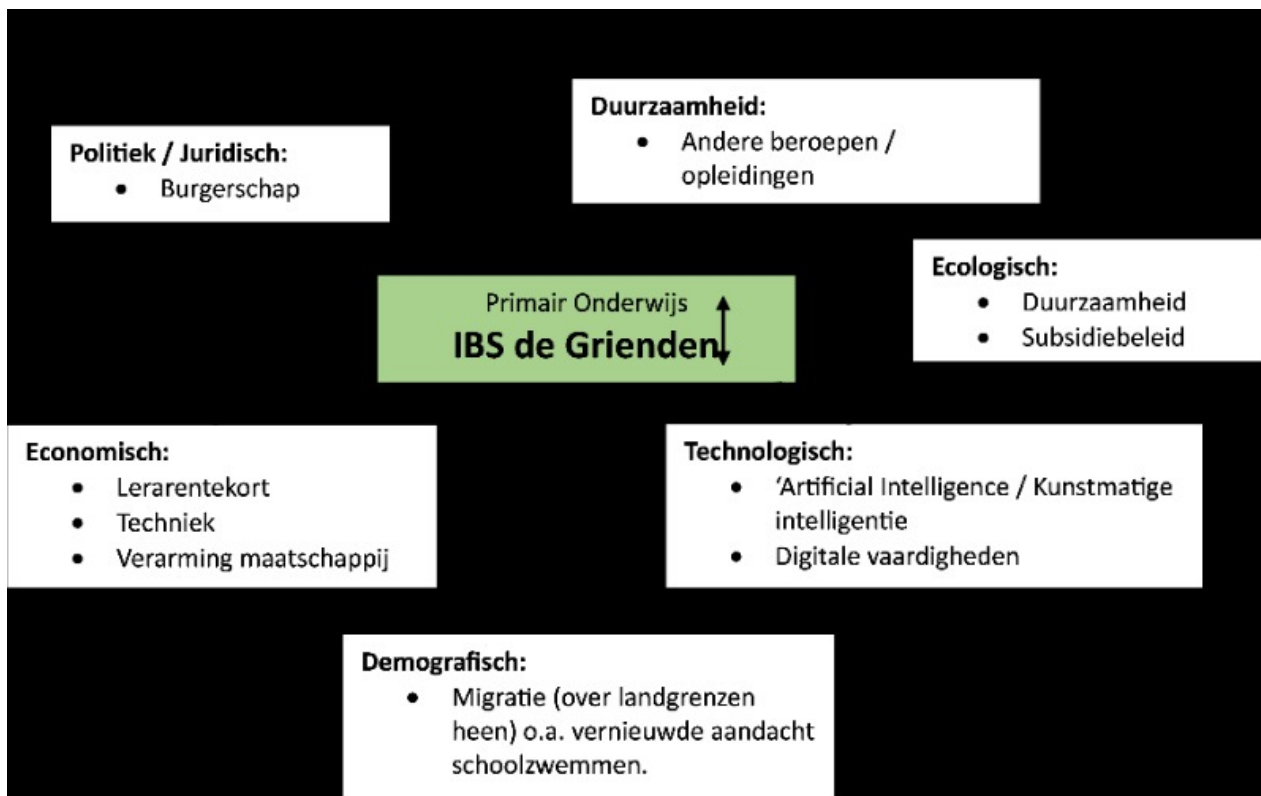 Politiek / Juridisch:
• Burgerschap
Duurzaamheid:
• Andere beroepen /
opleidingen
Ecologisch:
• Duurzaamheid
• Subsidiebeleid
Primair Onderwijs
IBS de Grienden
Economisch:
• Lerarentekort
• Techniek
• Verarming maatschappij
Technologisch:
• ‘Artificial Intelligence / Kunstmatige
intelligentie
• Digitale vaardigheden
Demografisch:
• Migratie (over landgrenzen
heen) o.a. vernieuwde aandacht
schoolzwemmen.